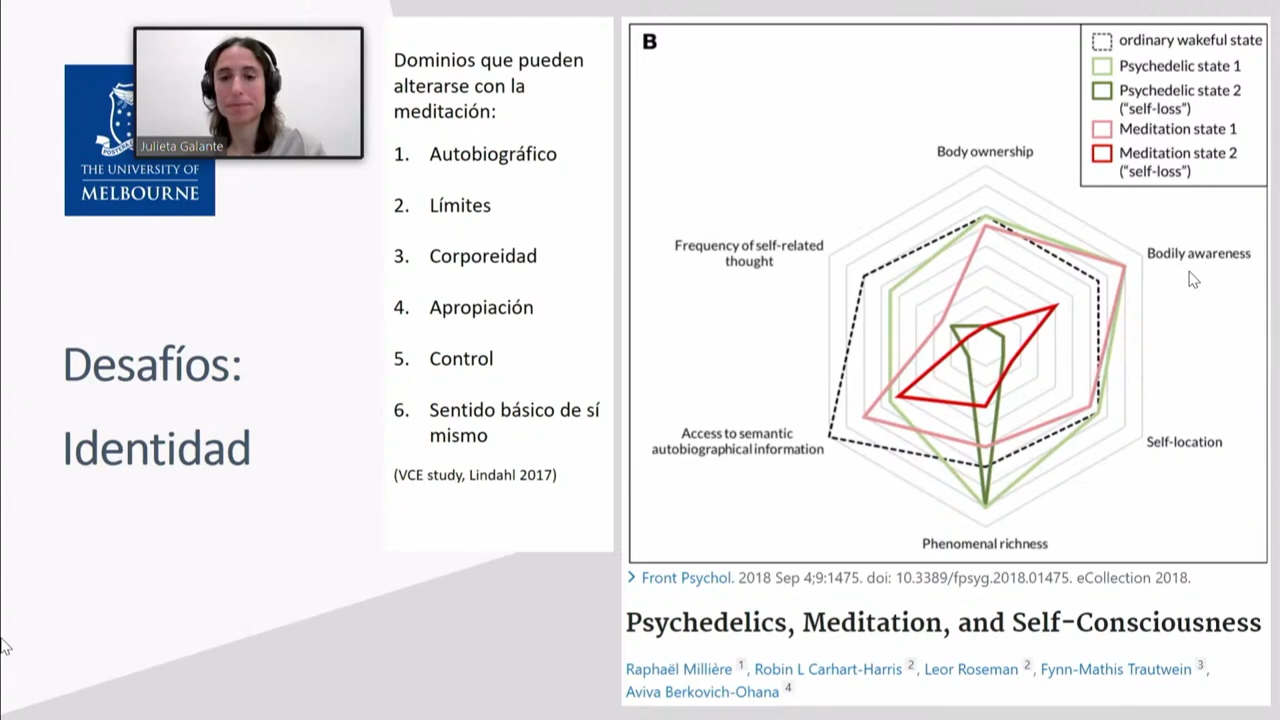 Julieta Galante
THE UNIVERSITY OF
MELBOURNE
Desafíos:
Identidad
Dominios que pueden
alterarse con la
meditación:
1. Autobiográfico
2. Límites
3. Corporeidad
4. Apropiación
5. Control
6. Sentido básico de sí
mismo
(VCE study, Lindahl 2017)
B
ordinary wakeful state
Psychedelic state 1
Psychedelic state 2
("self-loss")
Meditation state 1
Meditation state 2
("self-loss")
Body ownership
Frequency of self-related
thought
Bodily awareness
Access to semantic
autobiographical information
Self-location
Phenomenal richness
> Front Psychol. 2018 Sep 4;9:1475. doi: 10.3389/fpsyg.2018.01475. eCollection 2018.
Psychedelics, Meditation, and Self-Consciousness
Raphaël Millière 1, Robin L Carhart-Harris 2, Leor Roseman 2, Fynn-Mathis Trautwein 3,
Aviva Berkovich-Ohana 4